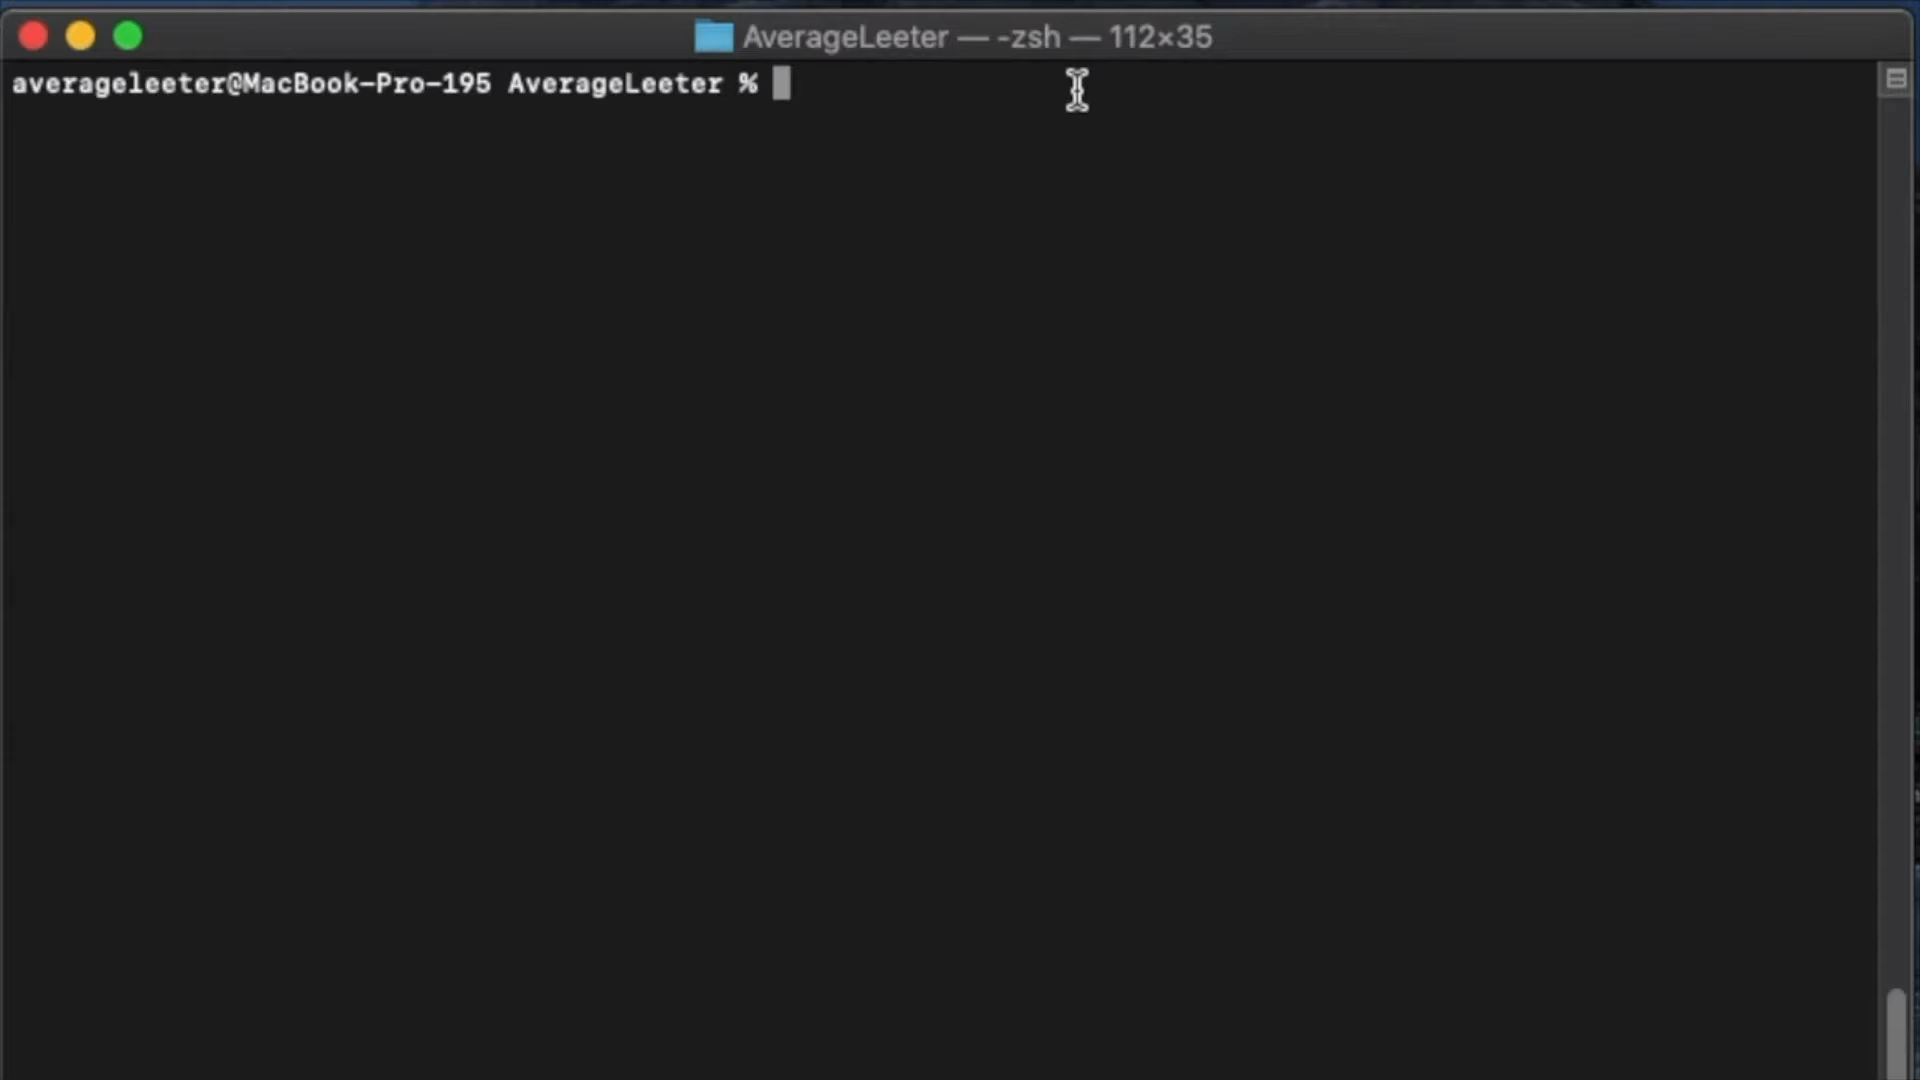 AverageLeeter — -zsh — 112×35
averageleeter@MacBook-Pro-195 AverageLeeter %